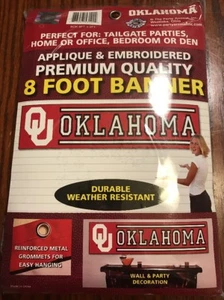 OKLAHOMA
PERFECT FOR: TAILGATE PARTIES,
HOME OR OFFICE, BEDROOM OR DEN
APPLIQUE & EMBROIDERED
PREMIUM QUALITY
8 FOOT BANNER
OU OKLAHOMA
DURABLE
WEATHER RESISTANT
REINFORCED METAL
GROMMETS FOR
EASY HANGING
OU OKLAHOMA
WALL & PARTY
DECORATION